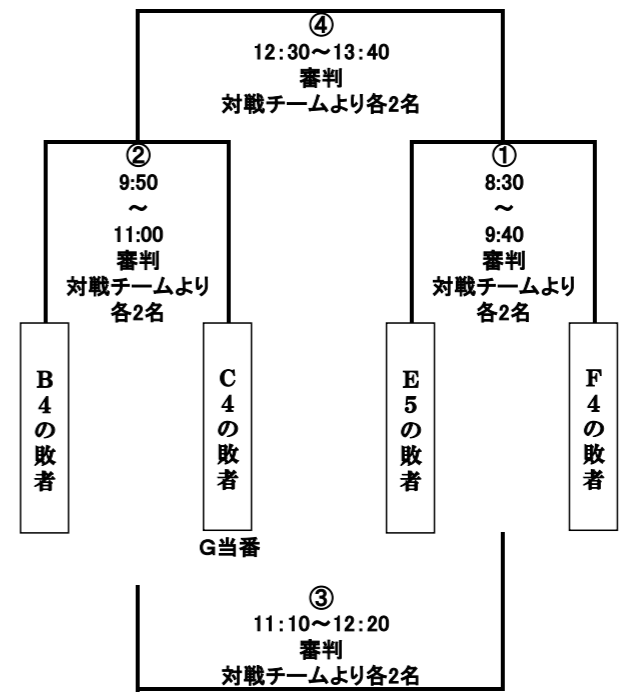 ④
12:30～13:40
審判
対戦チームより各2名
②
9:50
～
11:00
審判
対戦チームより
各2名
①
8:30
～
9:40
審判
対戦チームより
各2名
B4の敗者
C4の敗者
E5の敗者
F4の敗者
G当番
③
11:10～12:20
審判
対戦チームより各2名